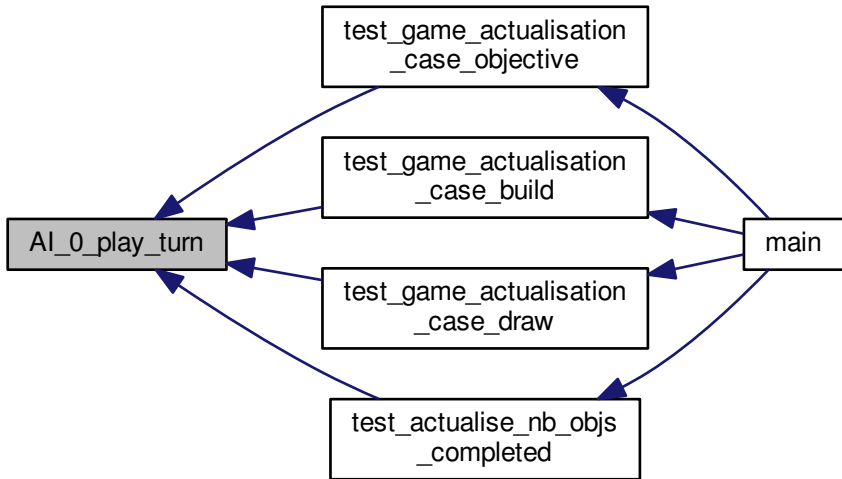 test_game_actualisation
_case_objective
test_game_actualisation
_case_build
AI_0_play_turn
main
test_game_actualisation
_case_draw
test_actualise_nb_objs
_completed